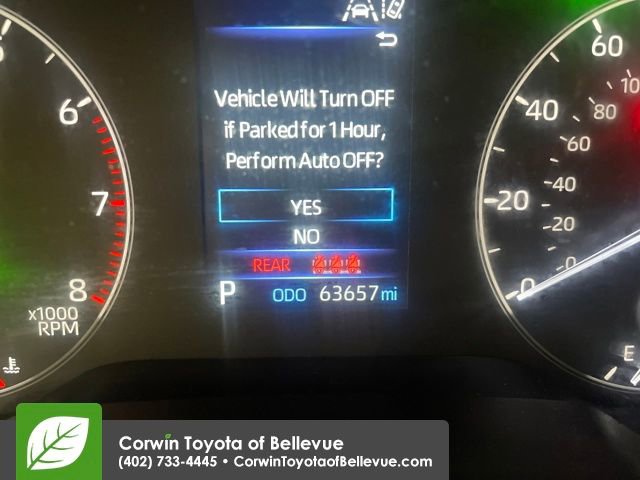 60
6
40
100
80
Vehicle Will Turn OFF
if Parked for 1 Hour,
Perform Auto OFF?
60
7
YES
20
40
20
NO
REAR
8
P
ODO 63657 mi
0
0
x1000
RPM
E
Corwin Toyota of Bellevue
(402) 733-4445 • CorwinToyotaofBellevue.com